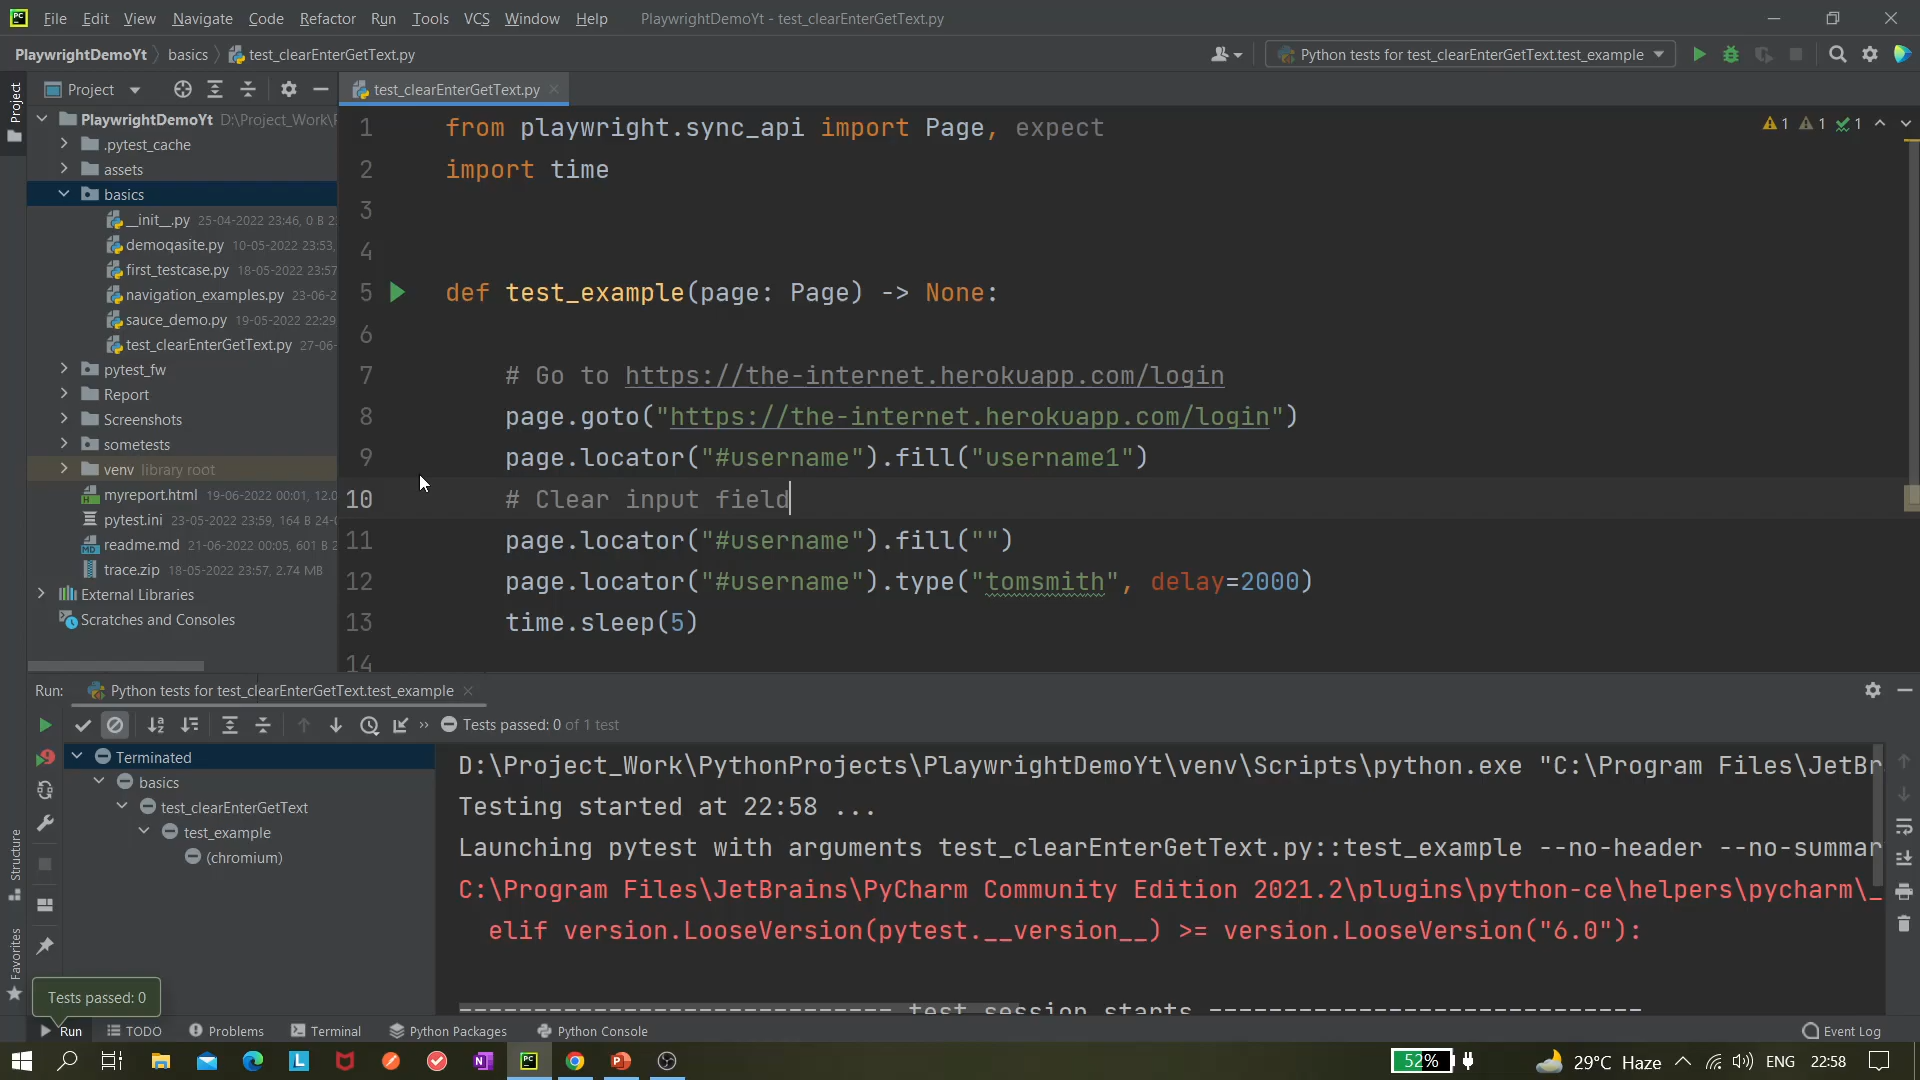 File Edit View Navigate Code Refactor Run Tools VCS Window Help PlaywrightDemoYt - test_clearEnterGetText.py
PlaywrightDemoYt basics test_clearEnterGetText.py Python tests for test_clearEnterGetText.test_example
Project
Project
test_clearEnterGetText.py
PlaywrightDemoYt D:\Project_Work\
.pytest_cache
assets
basics
__init__.py 25-04-2022 23:46, 0 B
demoqasite.py 10-05-2022 23:53,
first_testcase.py 18-05-2022 23:57
navigation_examples.py 23-06-2
sauce_demo.py 19-05-2022 22:29
test_clearEnterGetText.py 27-06-
pytest_fw
Report
Screenshots
sometests
venv library root
myreport.html 19-06-2022 00:01, 12.0
pytest.ini 23-05-2022 23:59, 164 B 24-
readme.md 21-06-2022 00:05, 601 B 2
trace.zip 18-05-2022 23:57, 2.74 MB
External Libraries
Scratches and Consoles
1 1 1
1 from playwright.sync_api import Page, expect
2 import time
3
4
5 def test_example(page: Page) -> None:
6
7 # Go to https://the-internet.herokuapp.com/login
8 page.goto("https://the-internet.herokuapp.com/login")
9 page.locator("#username").fill("username1")
10 # Clear input field
11 page.locator("#username").fill("")
12 page.locator("#username").type("tomsmith", delay=2000)
13 time.sleep(5)
14
Run: Python tests for test_clearEnterGetText.test_example
Tests passed: 0 of 1 test
Terminated
basics
test_clearEnterGetText
test_example
(chromium)
D:\Project_Work\PythonProjects\PlaywrightDemoYt\venv\Scripts\python.exe "C:\Program Files\JetBr
Testing started at 22:58 ...
Launching pytest with arguments test_clearEnterGetText.py::test_example --no-header --no-summar
C:\Program Files\JetBrains\PyCharm Community Edition 2021.2\plugins\python-ce\helpers\pycharm\_
elif version.LooseVersion(pytest.__version__) >= version.LooseVersion("6.0"):
============================= test session starts =============================
Structure
Favorites
Tests passed: 0
Run TODO Problems Terminal Python Packages Python Console Event Log
52% 29°C Haze ENG 22:58